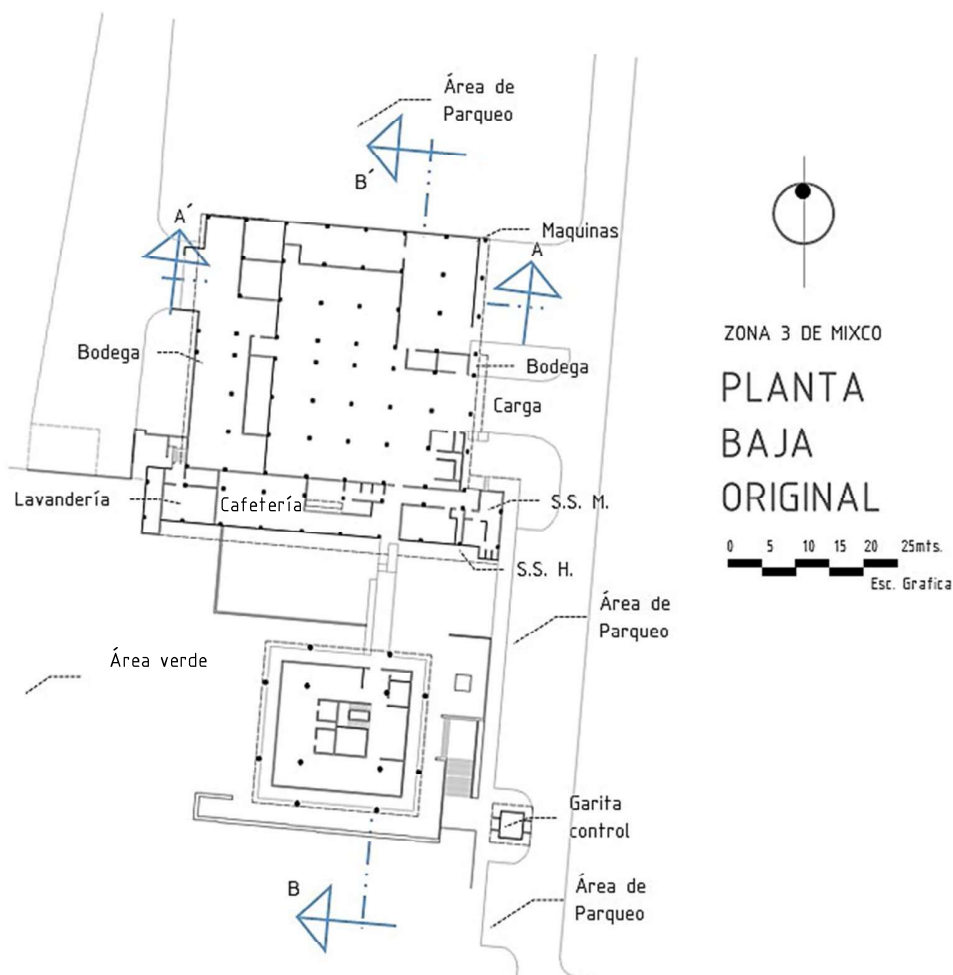 Área de
Parqueo
B´
A´
Maquinas
A
Bodega
Bodega
Carga
Lavandería
Cafetería
S.S. M.
S.S. H.
Área de
Parqueo
Área verde
Garita
control
B
Área de
Parqueo
ZONA 3 DE MIXCO
PLANTA
BAJA
ORIGINAL
0 5 10 15 20 25mts.
Esc. Grafica